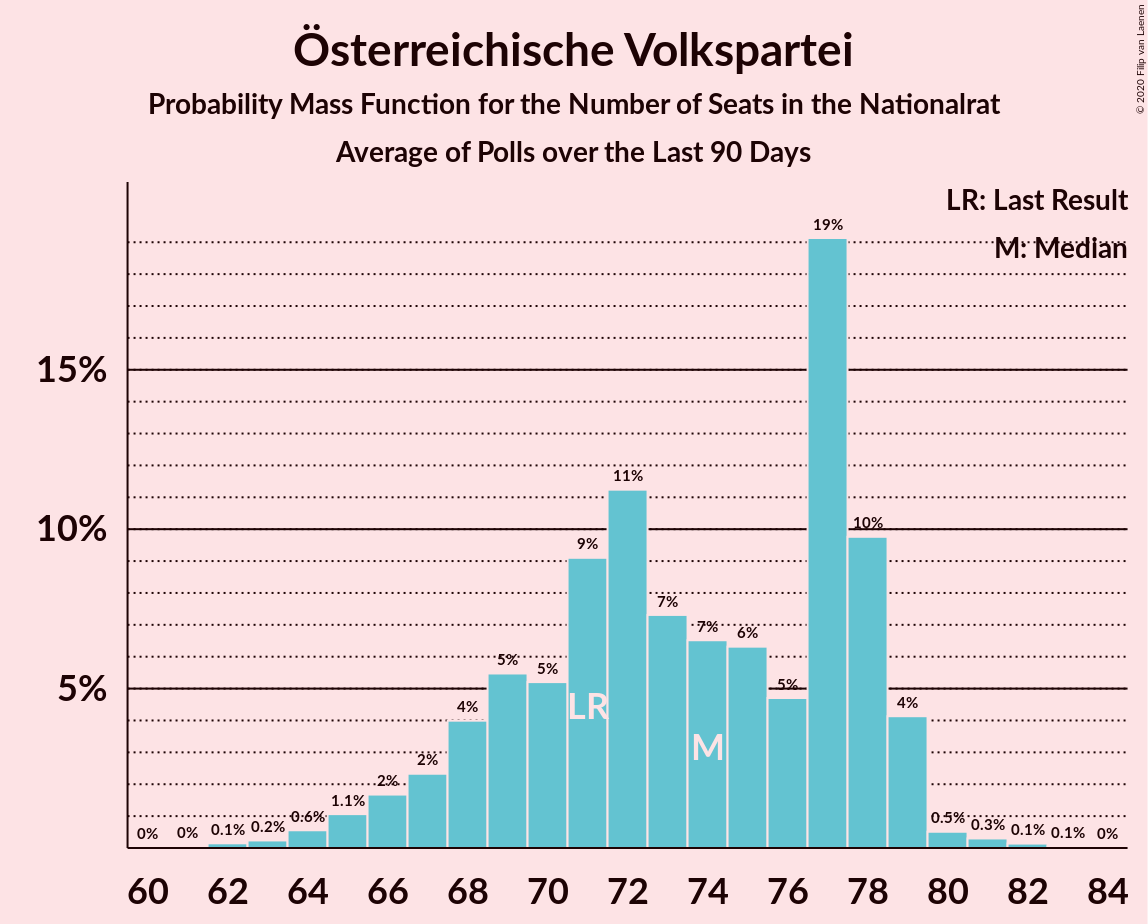 Österreichische Volkspartei
Probability Mass Function for the Number of Seats in the Nationalrat
Average of Polls over the Last 90 Days
© 2020 Filip van Laenen
LR: Last Result
M: Median
15%
10%
5%
0% 0% 0.1% 0.2% 0.6% 1.1% 2% 2% 4% 5% 5% 9% 11% 7% 7% 6% 5% 19% 10% 4% 0.5% 0.3% 0.1% 0.1% 0%
LR
M
60 62 64 66 68 70 72 74 76 78 80 82 84